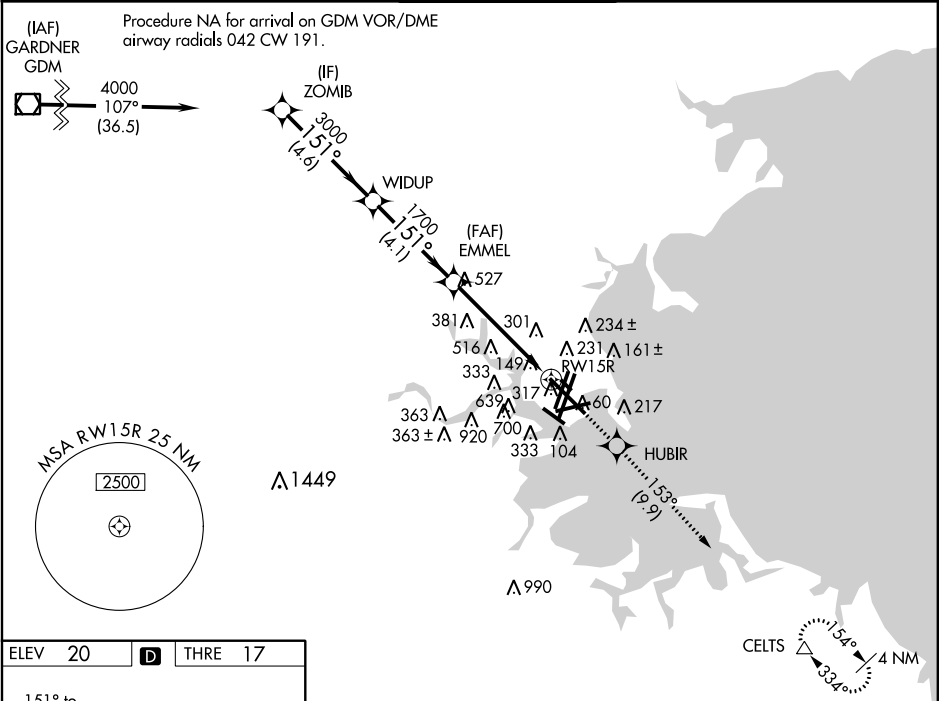 Procedure NA for arrival on GDM VOR/DME
airway radials 042 CW 191.
(IAF)
GARDNER
GDM
4000
107°
(36.5)
(IF)
ZOMIB
3000
151°
(4.6)
WIDUP
1700
151°
(4.1)
(FAF)
EMMEL
527
381
301
234 ±
516
149
231
161±
RW15R
333
317
639
60
217
363
363 ±
920
700
333
104
HUBIR
153°
(9.9)
MSA RW15R 25 NM
2500
1449
990
CELTS
154°
4 NM
334°
ELEV 20
D
THRE 17
151° to